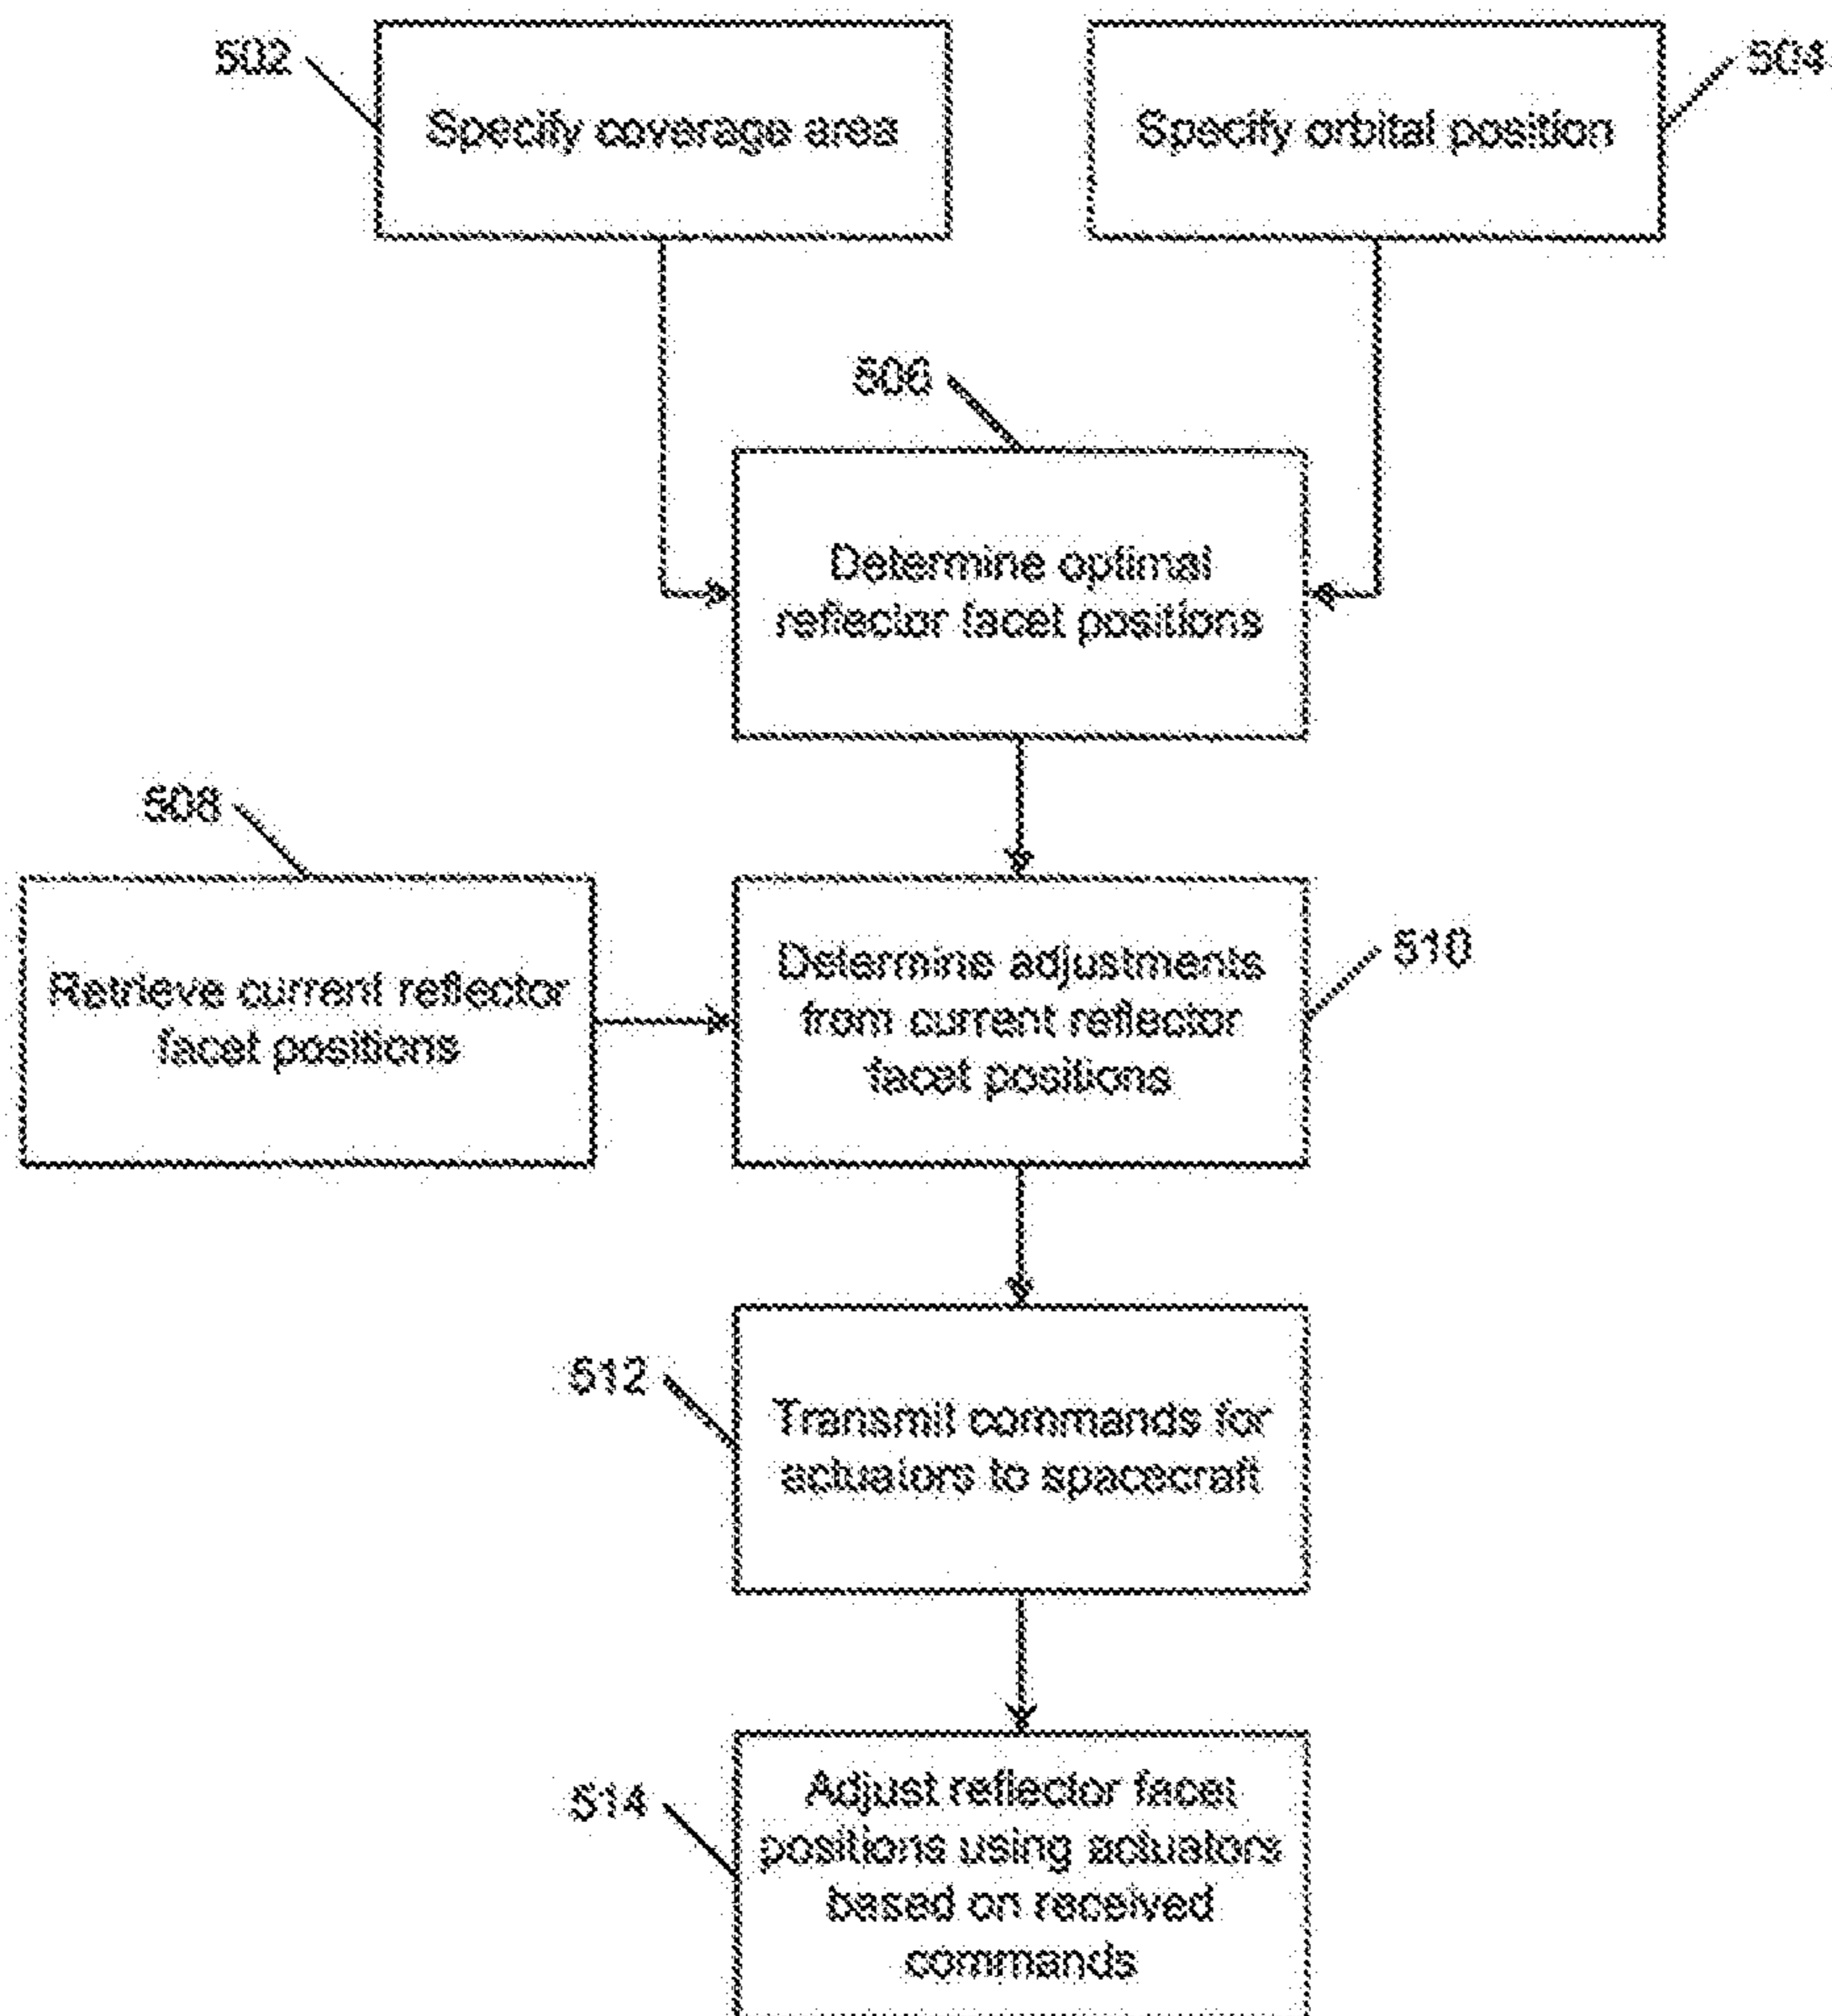 502
504
Specify coverage area
Specify orbital position
506
Determine optimal
reflector facet positions
508
510
Retrieve current reflector
facet positions
Determine adjustments
from current reflector
facet positions
512
Transmit commands for
actuators to spacecraft
514
Adjust reflector facet
positions using actuators
based on received
commands